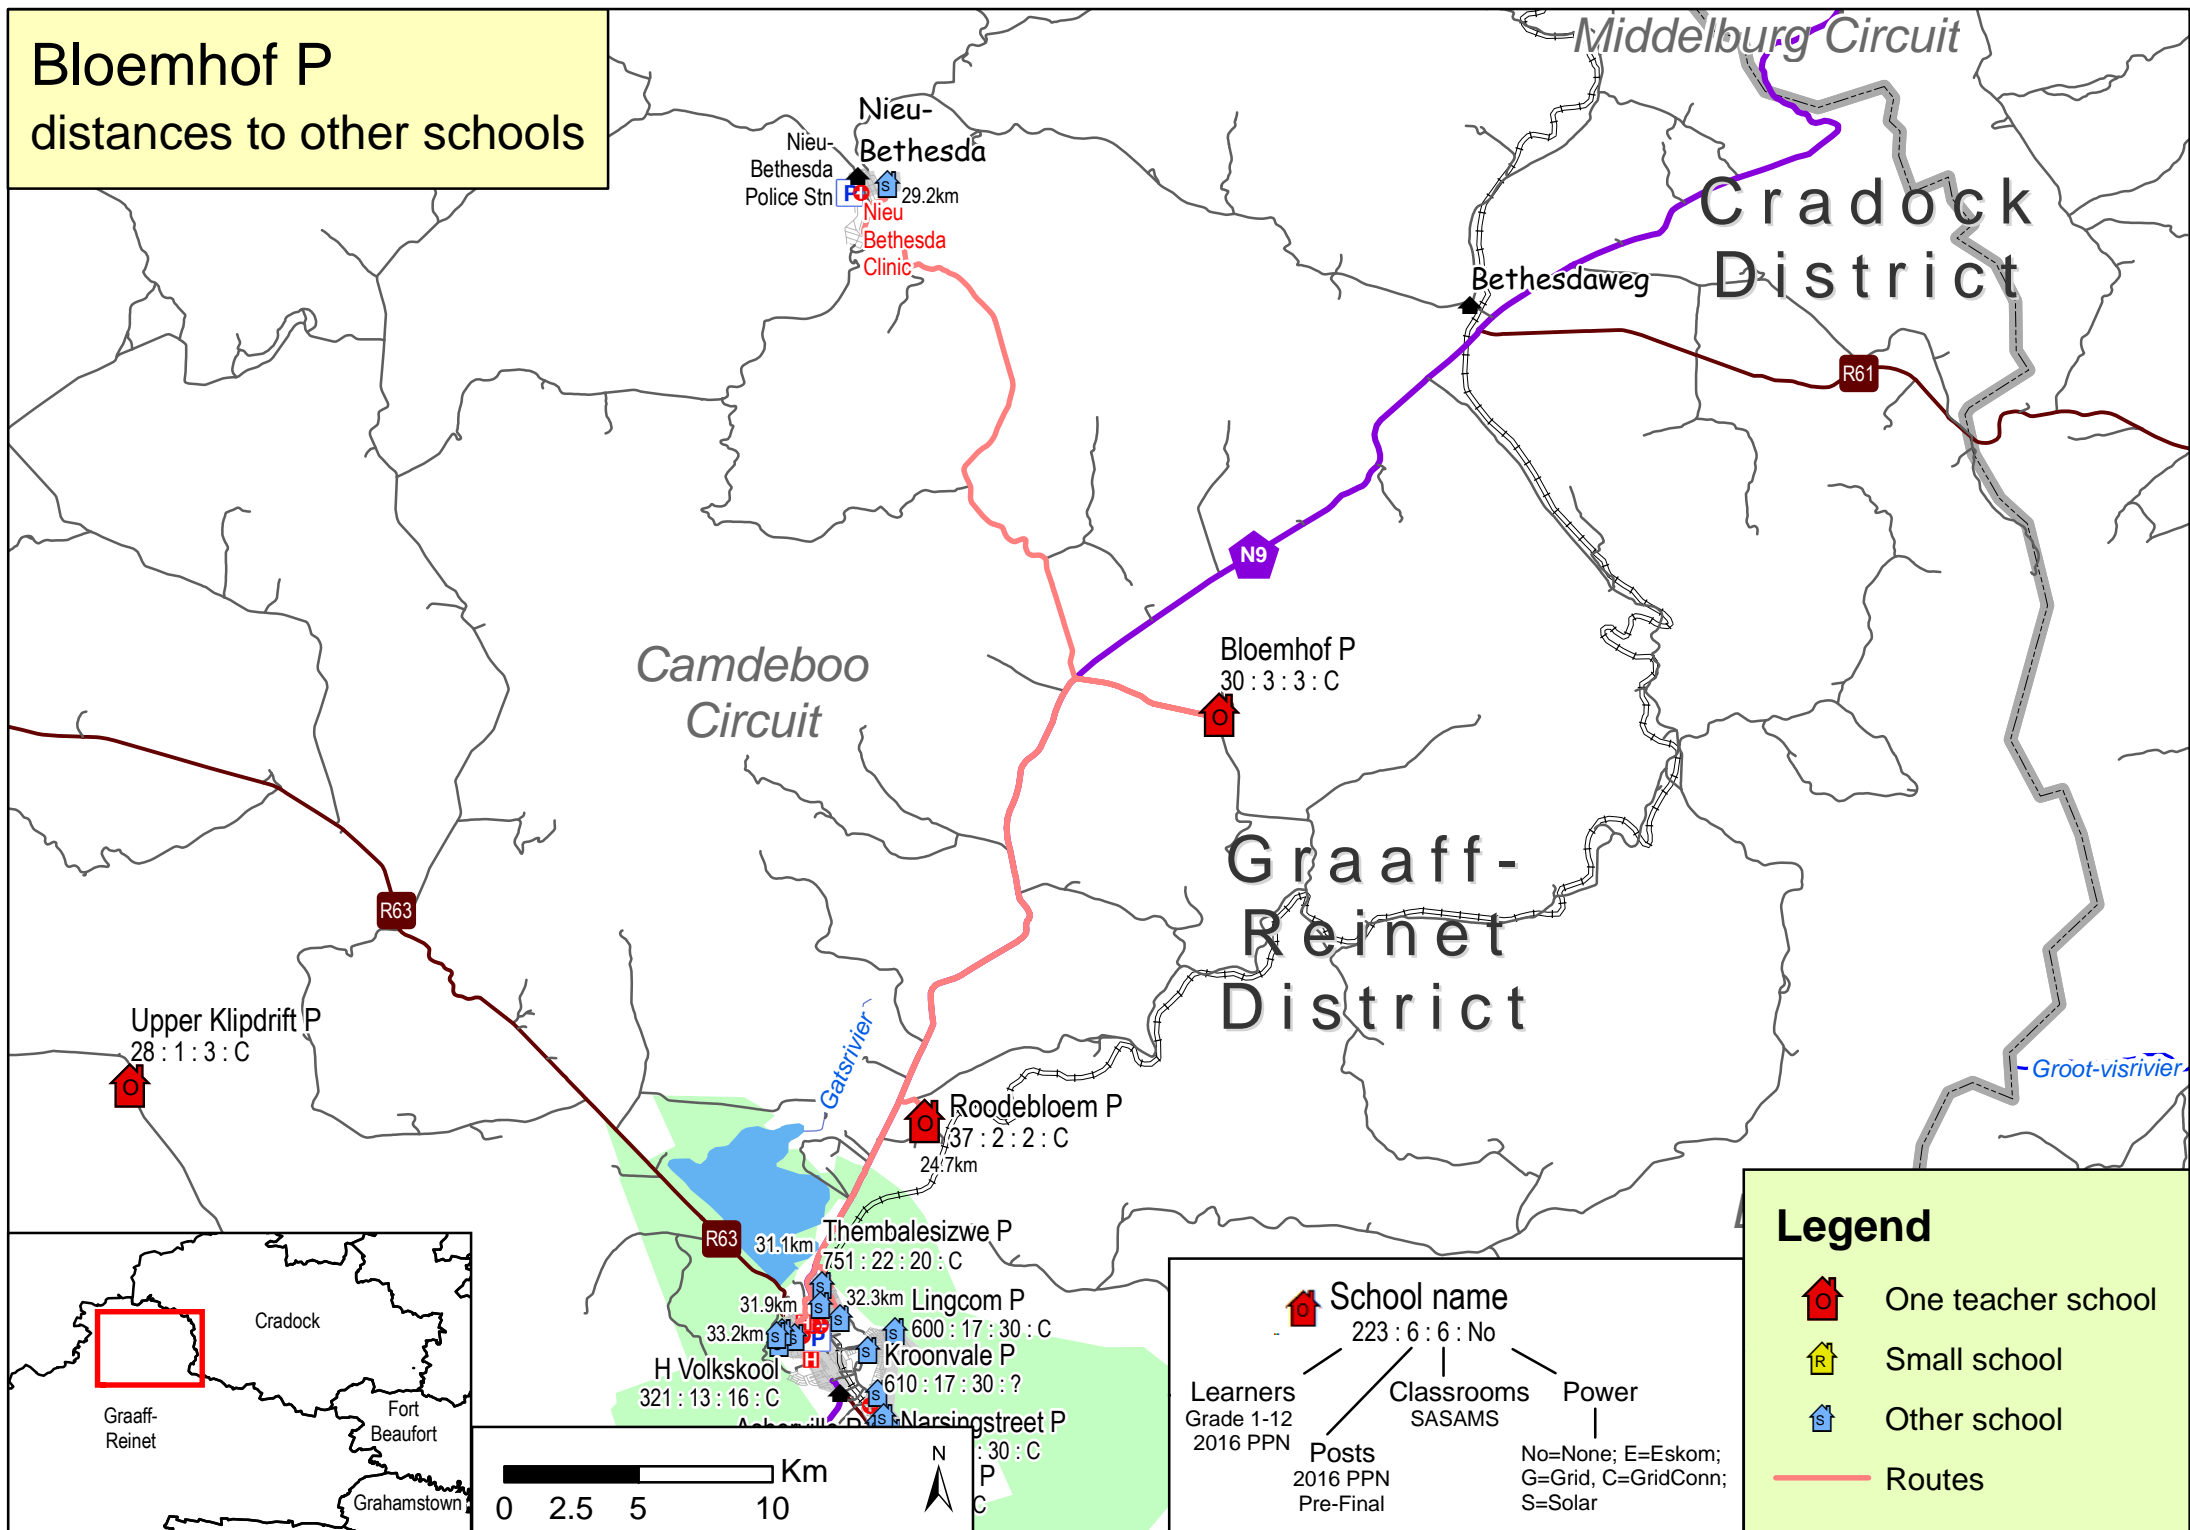 Bloemhof P
distances to other schools
Middelburg Circuit
Nieu-
Bethesda
Nieu-
Bethesda
Police Stn
P
S
29.2km
Nieu
Bethesda
Clinic
Cradock
District
Bethesdaweg
R61
N9
Camdeboo
Circuit
Bloemhof P
30 : 3 : 3 : C
O
Graaff-
Reinet
District
R63
Upper Klipdrift P
28 : 1 : 3 : C
O
Gatsrivier
Groot-visrivier
Roodebloem P
37 : 2 : 2 : C
O
24.7km
R63
31.1km
Thembalesizwe P
751 : 22 : 20 : C
S
31.9km
S
32.3km
S
Lingcom P
600 : 17 : 30 : C
S
33.2km
S
S
P
H
Kroonvale P
610 : 17 : 30 : ?
S
H Volkskool
321 : 13 : 16 : C
S
Narsingstreet P
: 30 : C
S
P
C
Cradock
Graaff-
Reinet
Fort
Beaufort
Grahamstown
Km
0 2.5 5 10
N
O
School name
223 : 6 : 6 : No
Learners
Grade 1-12
2016 PPN
Posts
2016 PPN
Pre-Final
Classrooms
SASAMS
Power
No=None; E=Eskom;
G=Grid, C=GridConn;
S=Solar
Legend
O
One teacher school
R
Small school
S
Other school
Routes